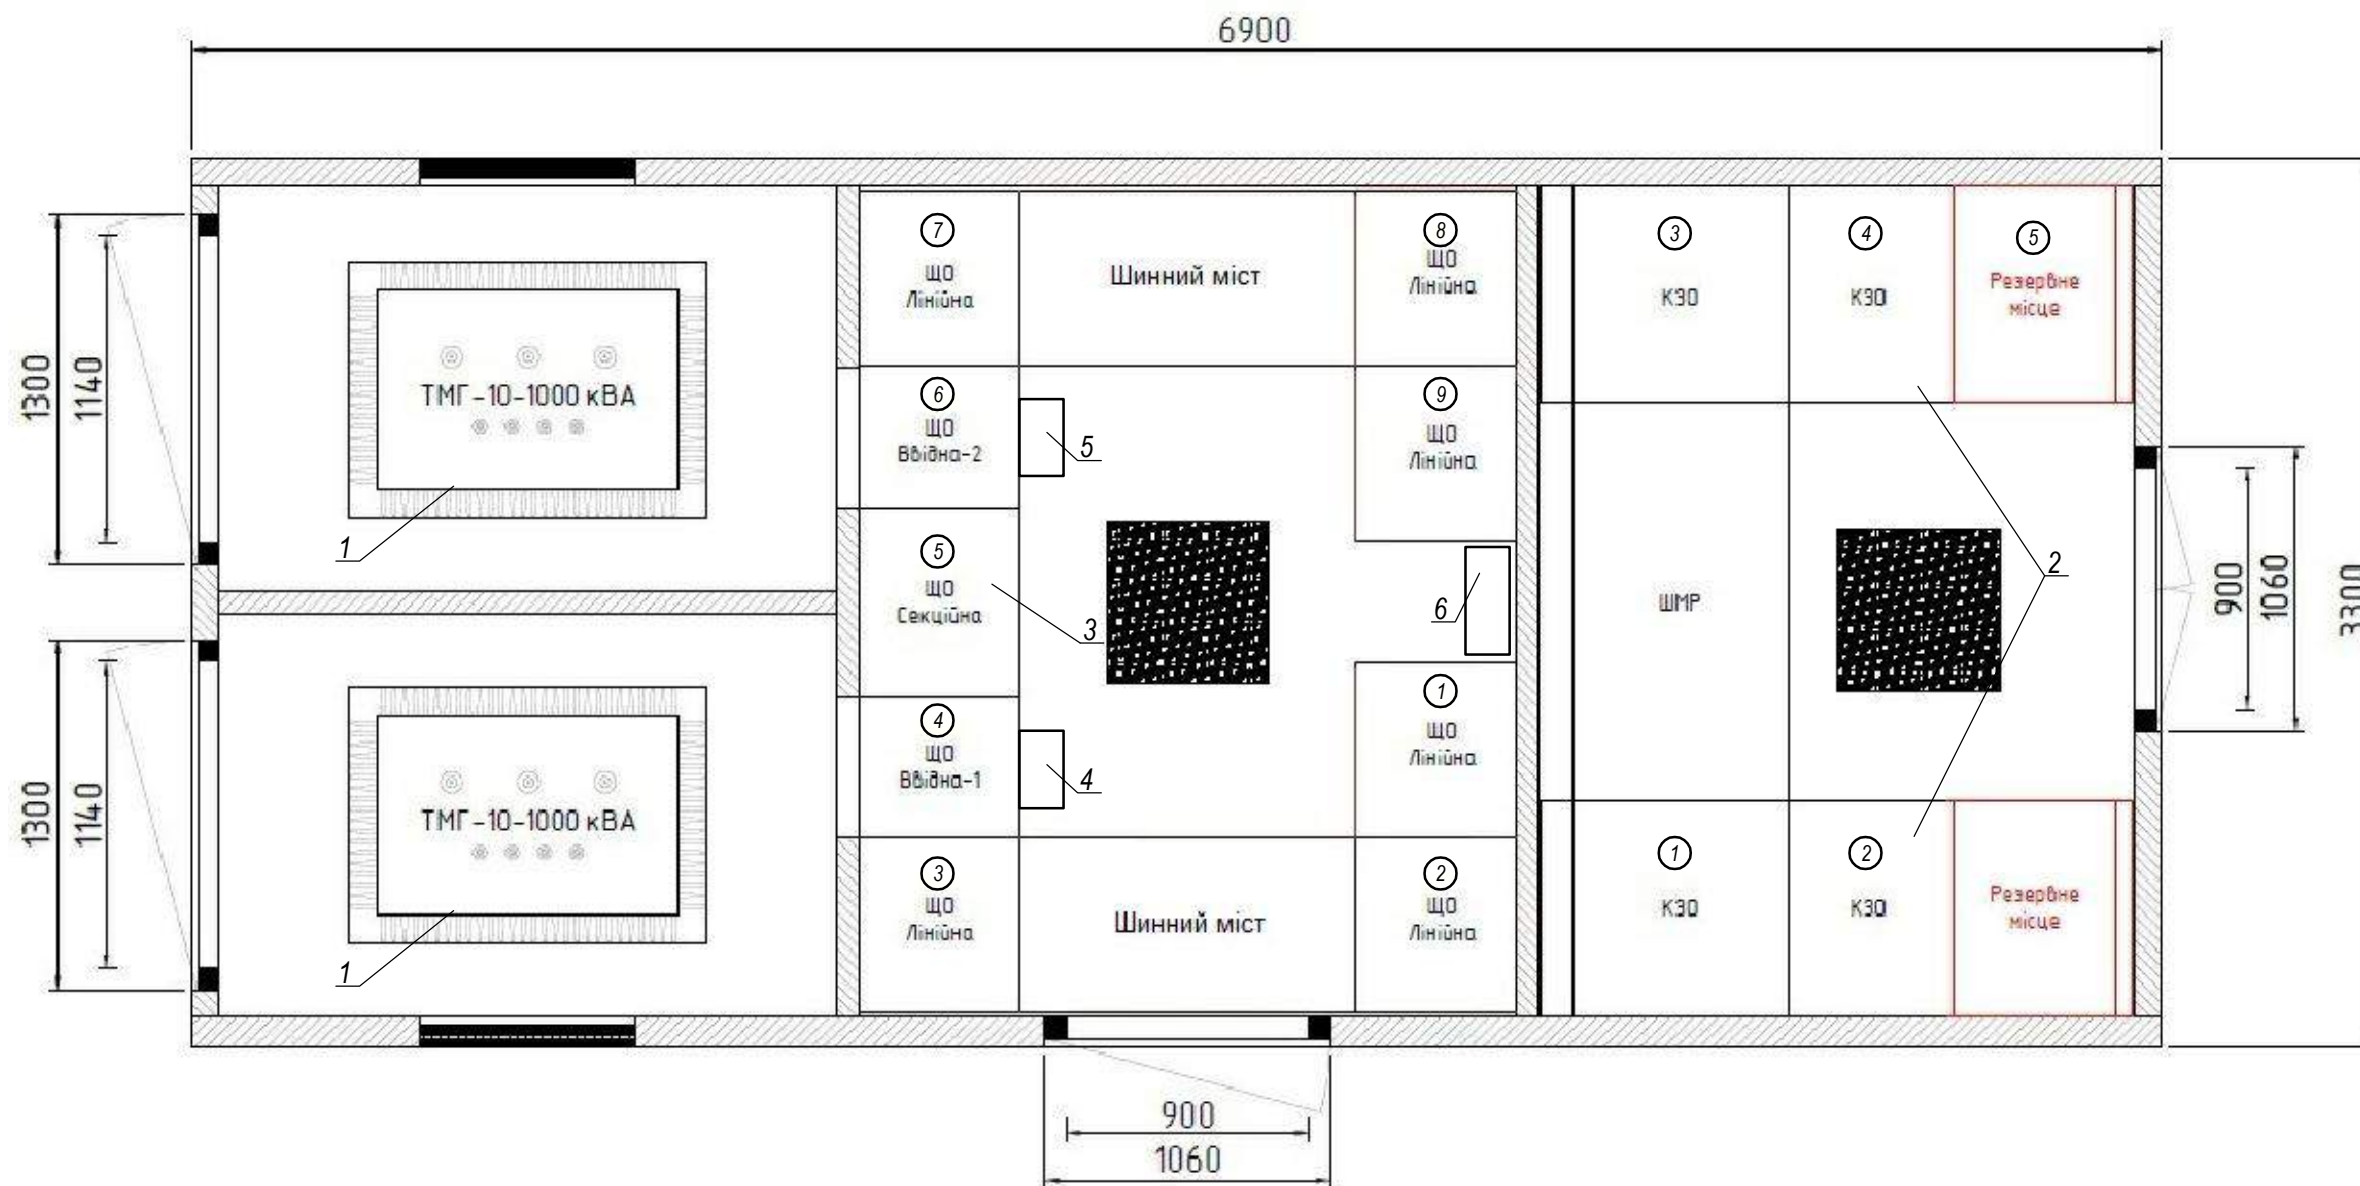 6900
7
ЩО
Лінійна
Шинний міст
8
ЩО
Лінійна
3
КЗО
4
КЗО
5
Резервне
місце
1300
1140
ТМГ-10-1000 кВА
1
6
ЩО
Ввідна-2
5
9
ЩО
Лінійна
5
ЩО
Секційна
3
6
ШМР
2
900
1060
3300
1300
1140
ТМГ-10-1000 кВА
1
4
ЩО
Ввідна-1
4
1
ЩО
Лінійна
3
ЩО
Лінійна
Шинний міст
2
ЩО
Лінійна
1
КЗО
2
КЗО
Резервне
місце
900
1060